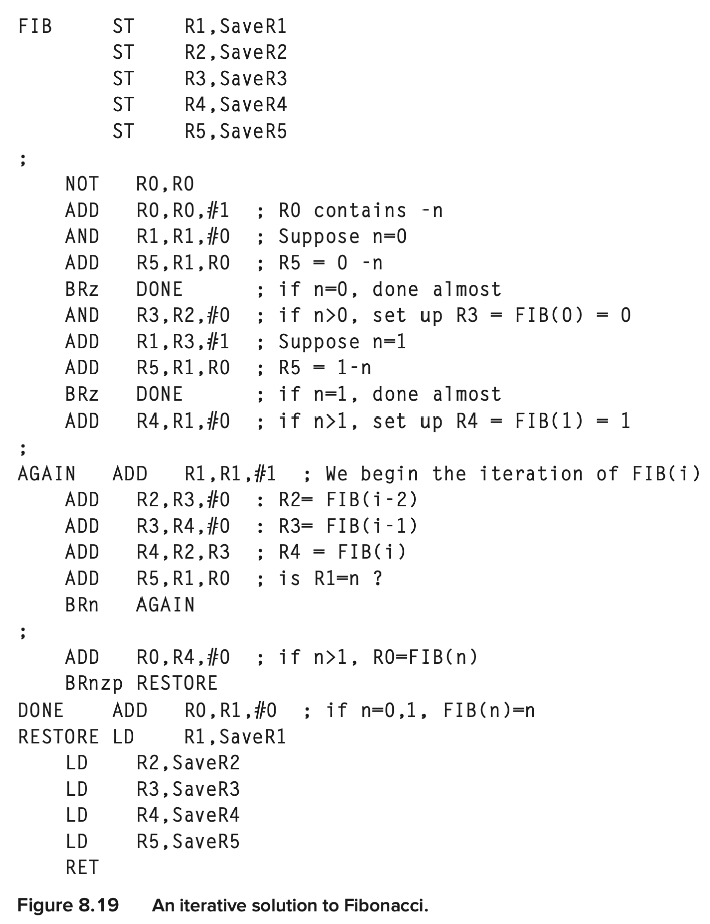 FIB     ST     R1,SaveR1
        ST     R2,SaveR2
        ST     R3,SaveR3
        ST     R4,SaveR4
        ST     R5,SaveR5
;
    NOT   R0,R0
    ADD   R0,R0,#1  ; R0 contains -n
    AND   R1,R1,#0  ; Suppose n=0
    ADD   R5,R1,R0  ; R5 = 0 -n
    BRz   DONE      ; if n=0, done almost
    AND   R3,R2,#0  ; if n>0, set up R3 = FIB(0) = 0
    ADD   R1,R3,#1  ; Suppose n=1
    ADD   R5,R1,R0  ; R5 = 1-n
    BRz   DONE      ; if n=1, done almost
    ADD   R4,R1,#0  ; if n>1, set up R4 = FIB(1) = 1
;
AGAIN   ADD    R1,R1,#1  ; We begin the iteration of FIB(i)
    ADD   R2,R3,#0  : R2= FIB(i-2)
    ADD   R3,R4,#0  : R3= FIB(i-1)
    ADD   R4,R2,R3  ; R4 = FIB(i)
    ADD   R5,R1,R0  ; is R1=n ?
    BRn   AGAIN
;
    ADD   R0,R4,#0  ; if n>1, R0=FIB(n)
    BRnzp RESTORE
DONE    ADD    R0,R1,#0  ; if n=0,1, FIB(n)=n
RESTORE LD     R1,SaveR1
    LD    R2,SaveR2
    LD    R3,SaveR3
    LD    R4,SaveR4
    LD    R5,SaveR5
    RET
Figure 8.19 An iterative solution to Fibonacci.